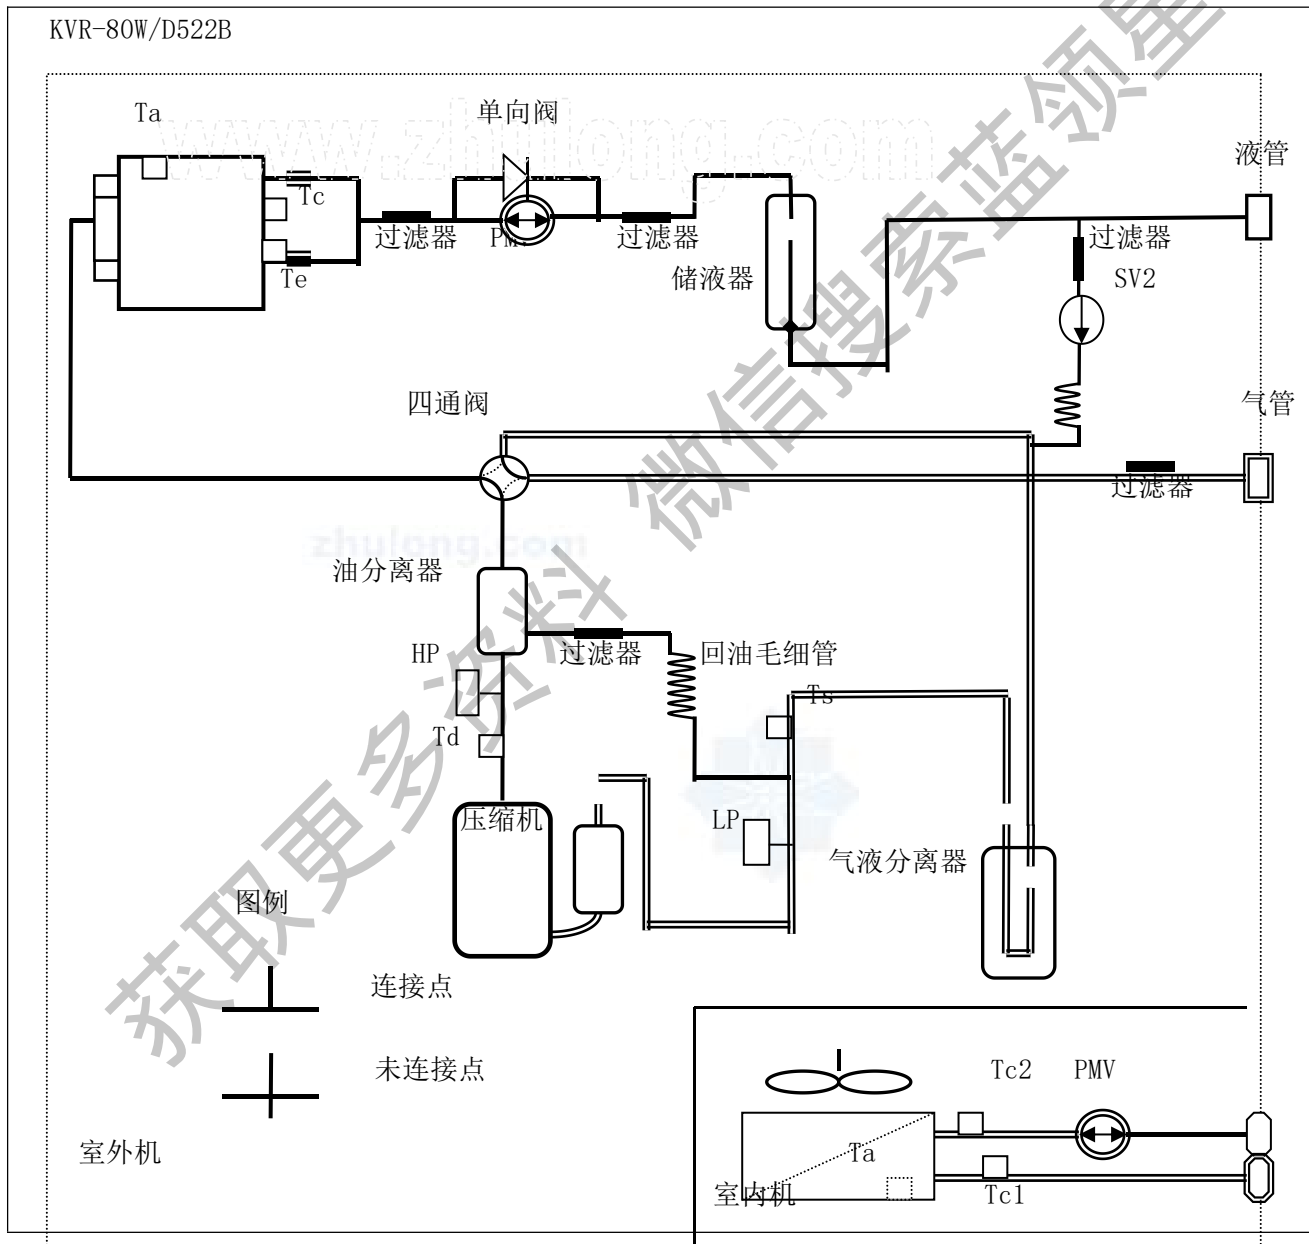 KVR-80W/D522B
Ta
单向阀
www.zhulong.com
液管
Tc
过滤器
PM
过滤器
过滤器
Te
储液器
SV2
四通阀
气管
过滤器
zhulong.com
油分离器
HP
过滤器
回油毛细管
Ts
Td
压缩机
LP
气液分离器
图例
连接点
未连接点
Tc2
PMV
室外机
Ta
室内机
Tc1
获取更多资料 微信搜索蓝领星